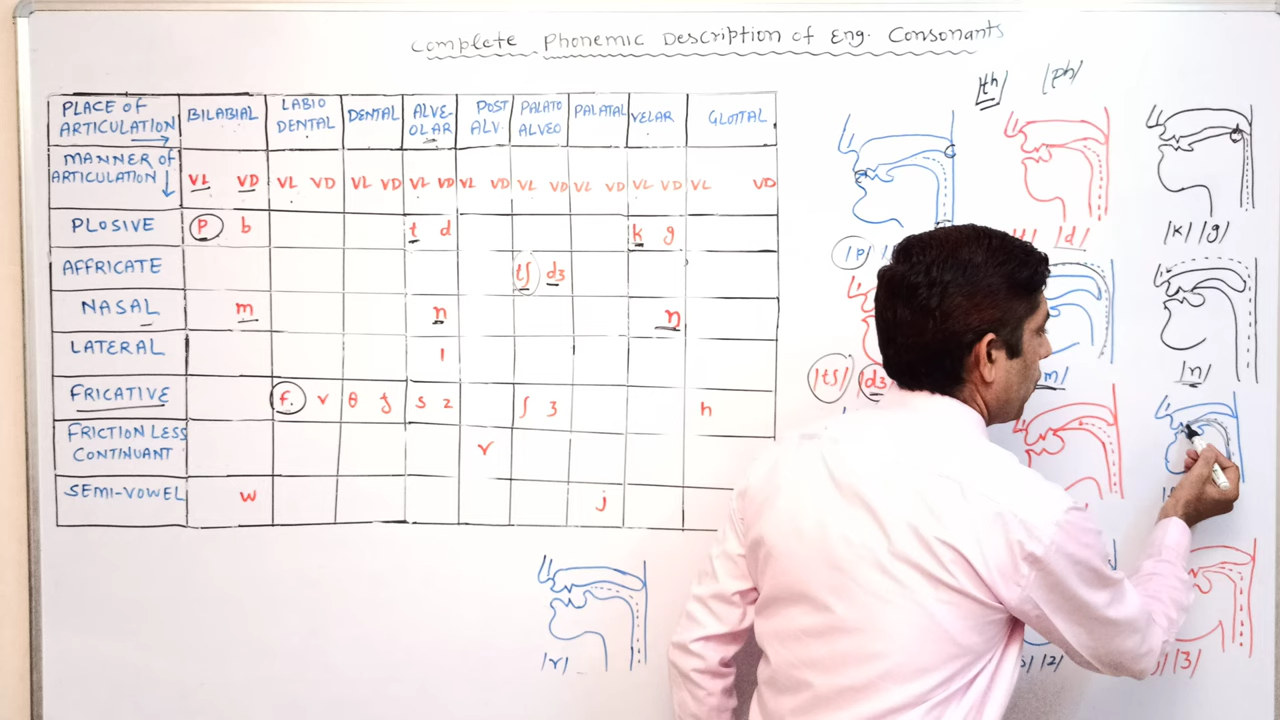 Complete Phonemic Description of Eng. Consonants
|th| |ph|
PLACE OF ARTICULATION → BILABIAL LABIO DENTAL DENTAL ALVE-OLAR POST ALV. PALATO ALVEO PALATAL VELAR GLOTTAL
MANNER OF ARTICULATION ↓ VL VD VL VD VL VD VL VD VL VD VL VD VL VD VL VD VL VD
PLOSIVE p b t d k g
AFFRICATE tʃ dʒ
NASAL m n ŋ
LATERAL l
FRICATIVE f. v θ ð s z ʃ ʒ h
FRICTION LESS CONTINUANT r
SEMI-VOWEL w j
|p| |d| |k| |g|
|tʃ| |dʒ| |m| |n|
|z| |ʒ|
|r|